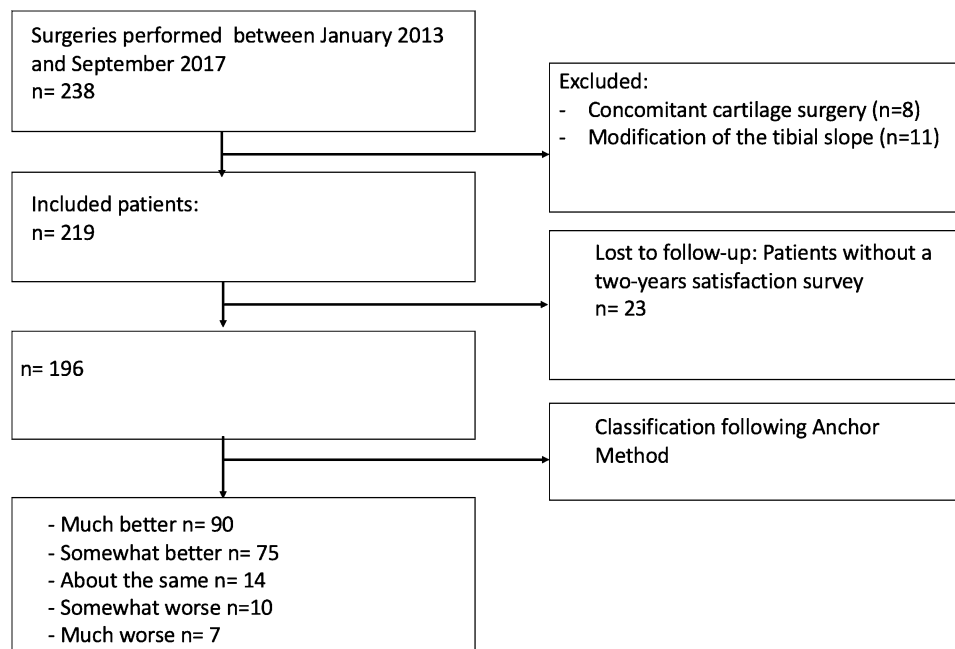 Surgeries performed between January 2013
and September 2017
n= 238
Excluded:
- Concomitant cartilage surgery (n=8)
- Modification of the tibial slope (n=11)
Included patients:
n= 219
Lost to follow-up: Patients without a
two-years satisfaction survey
n= 23
n= 196
Classification following Anchor
Method
- Much better n= 90
- Somewhat better n= 75
- About the same n= 14
- Somewhat worse n=10
- Much worse n= 7